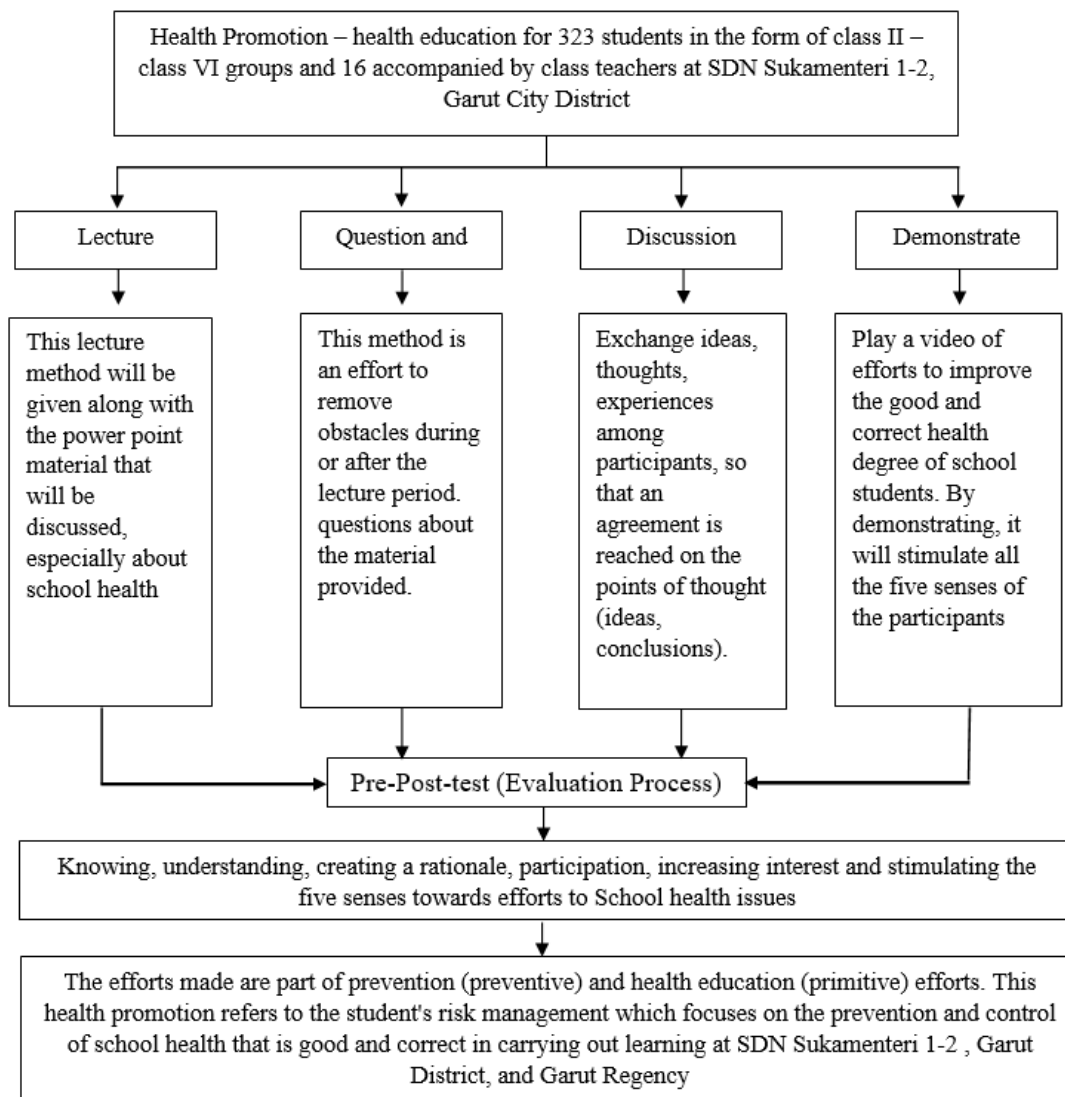 Health Promotion – health education for 323 students in the form of class II –
class VI groups and 16 accompanied by class teachers at SDN Sukamenteri 1-2,
Garut City District
Lecture
Question and
Discussion
Demonstrate
This lecture
method will be
given along with
the power point
material that
will be
discussed,
especially about
school health
This method is
an effort to
remove
obstacles during
or after the
lecture period.
questions about
the material
provided.
Exchange ideas,
thoughts,
experiences
among
participants, so
that an
agreement is
reached on the
points of thought
(ideas,
conclusions).
Play a video of
efforts to improve
the good and
correct health
degree of school
students. By
demonstrating, it
will stimulate all
the five senses of
the participants
Pre-Post-test (Evaluation Process)
Knowing, understanding, creating a rationale, participation, increasing interest and stimulating the
five senses towards efforts to School health issues
The efforts made are part of prevention (preventive) and health education (primitive) efforts. This
health promotion refers to the student's risk management which focuses on the prevention and control
of school health that is good and correct in carrying out learning at SDN Sukamenteri 1-2 , Garut
District, and Garut Regency